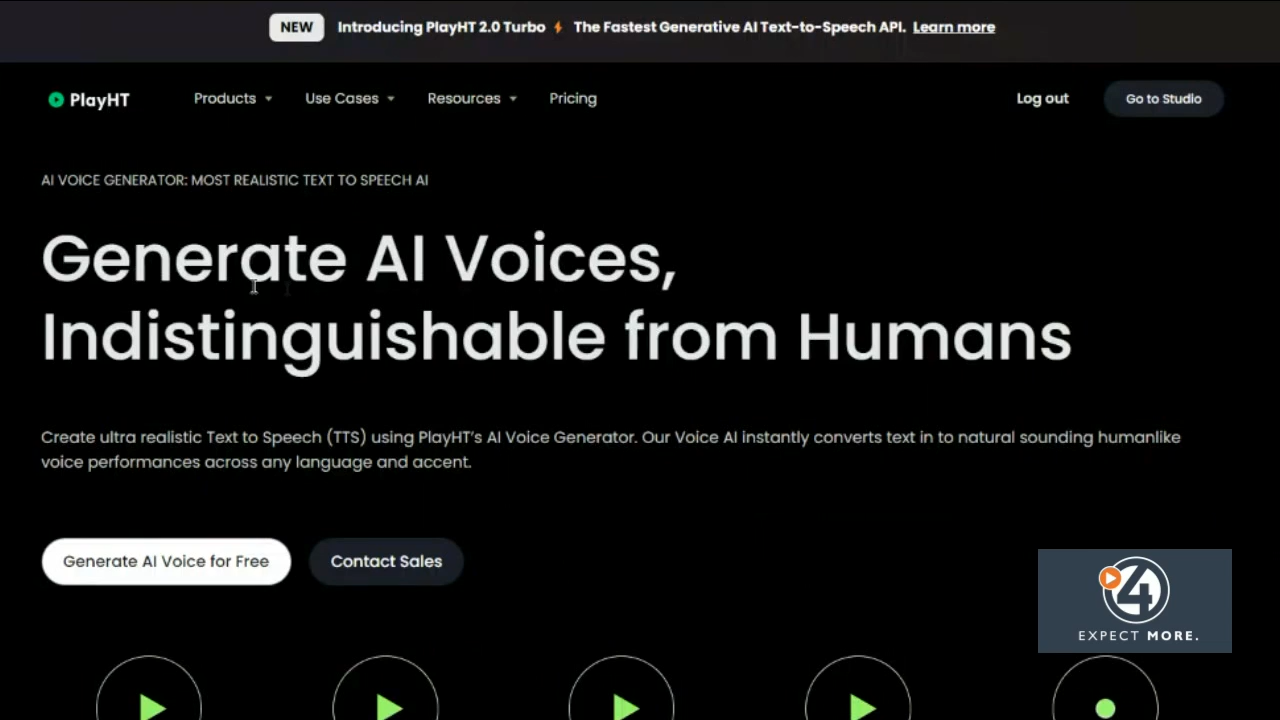 NEW Introducing PlayHT 2.0 Turbo The Fastest Generative AI Text-to-Speech API. Learn more
PlayHT Products Use Cases Resources Pricing Log out Go to Studio
AI VOICE GENERATOR: MOST REALISTIC TEXT TO SPEECH AI
Generate AI Voices,
Indistinguishable from Humans
Create ultra realistic Text to Speech (TTS) using PlayHT's AI Voice Generator. Our Voice AI instantly converts text in to natural sounding humanlike
voice performances across any language and accent.
Generate AI Voice for Free Contact Sales
4
EXPECT MORE.